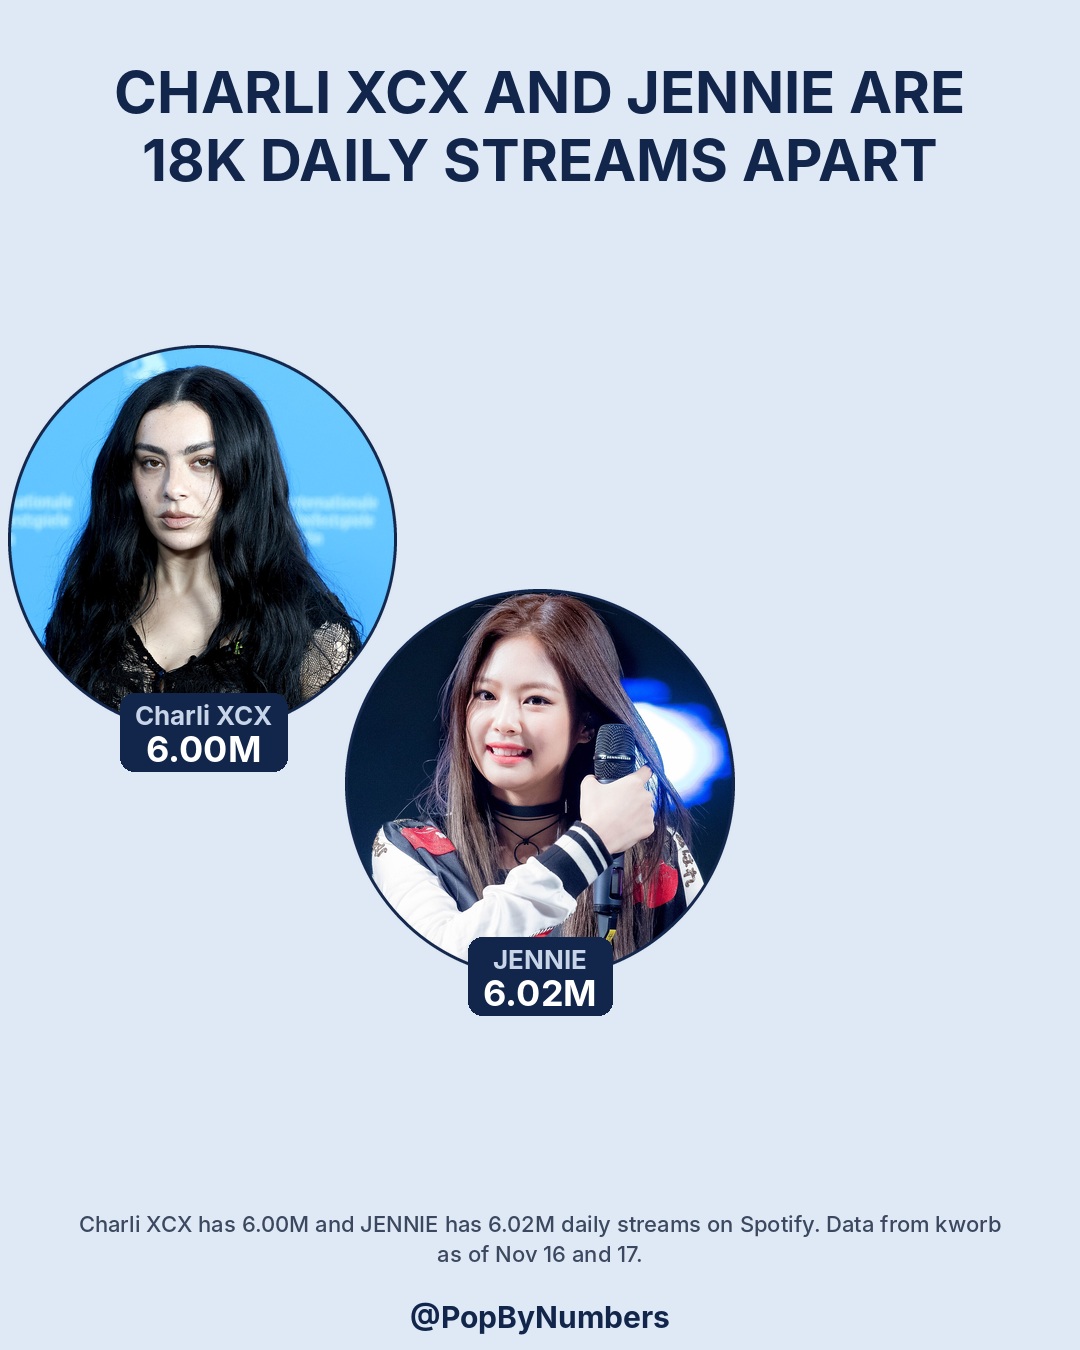 CHARLI XCX AND JENNIE ARE
18K DAILY STREAMS APART
Charli XCX
6.00M
JENNIE
6.02M
Charli XCX has 6.00M and JENNIE has 6.02M daily streams on Spotify. Data from kworb
as of Nov 16 and 17.
@PopByNumbers